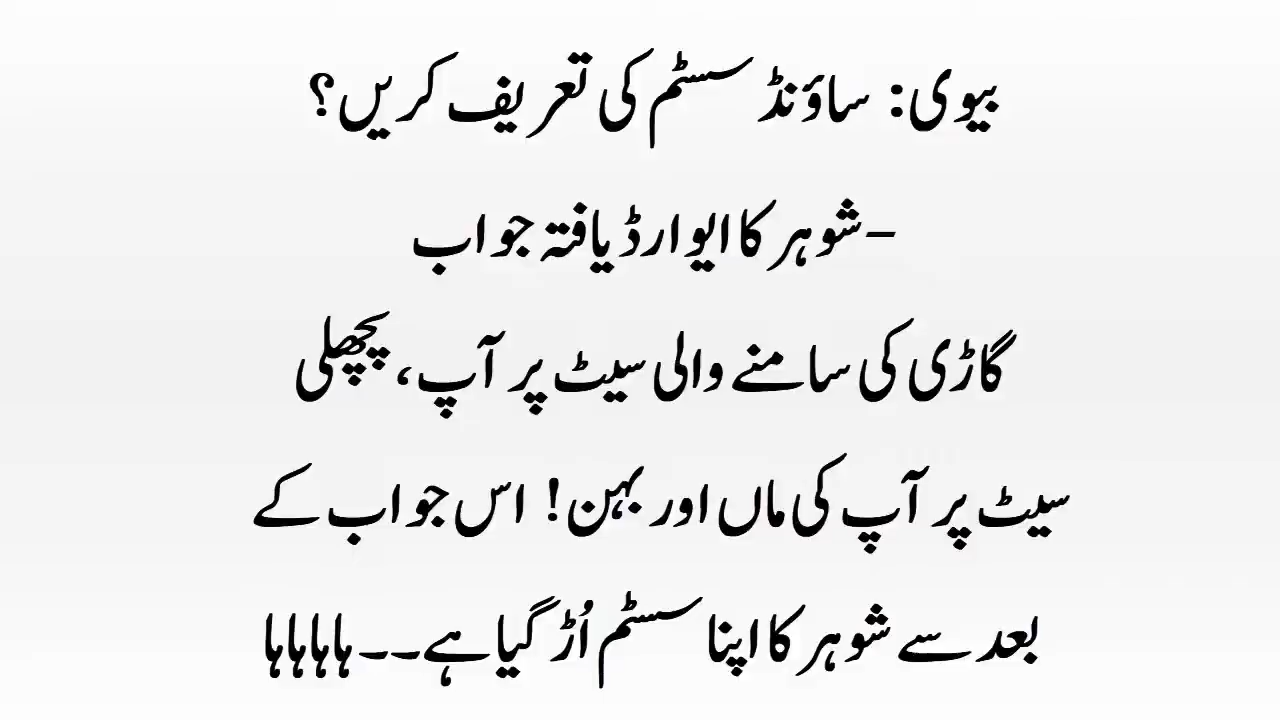 بیوی: ساؤنڈ سسٹم کی تعریف کریں؟
–شوہر کا ایوارڈ یافتہ جواب
گاڑی کی سامنے والی سیٹ پر آپ، پچھلی
سیٹ پر آپ کی ماں اور بہن! اس جواب کے
بعد سے شوہر کا اپنا سسٹم اُڑ گیا ہے۔۔ہاہاہاہا